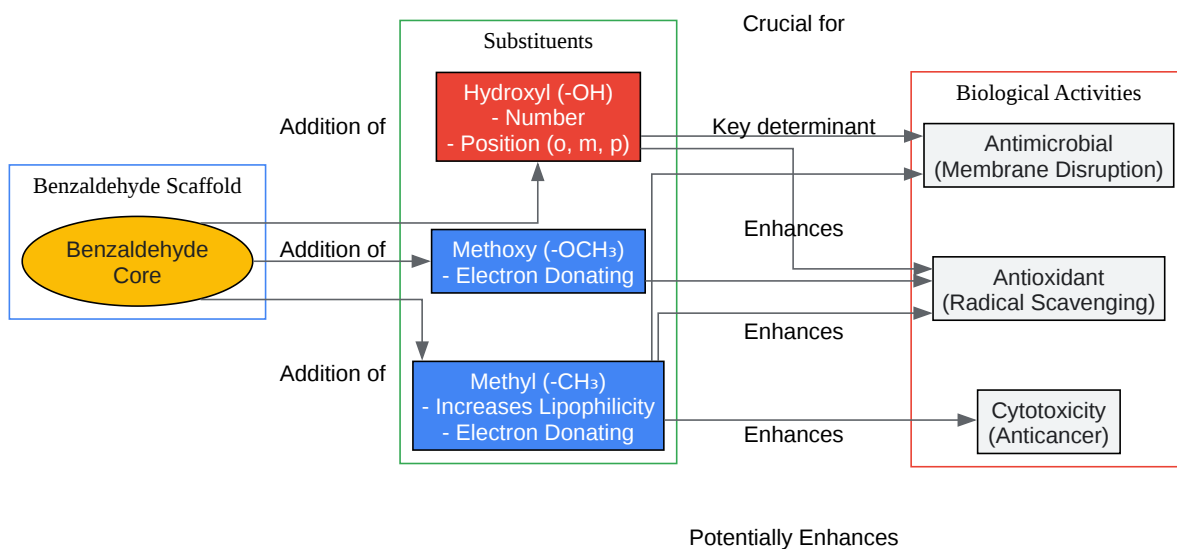 Crucial for
Substituents
Hydroxyl (-OH)
- Number
- Position (o, m, p)
Addition of
Key determinant
Biological Activities
Antimicrobial
(Membrane Disruption)
Benzaldehyde Scaffold
Benzaldehyde
Core
Addition of
Methoxy (-OCH₃)
- Electron Donating
Enhances
Antioxidant
(Radical Scavenging)
Enhances
Addition of
Methyl (-CH₃)
- Increases Lipophilicity
- Electron Donating
Enhances
Cytotoxicity
(Anticancer)
Potentially Enhances